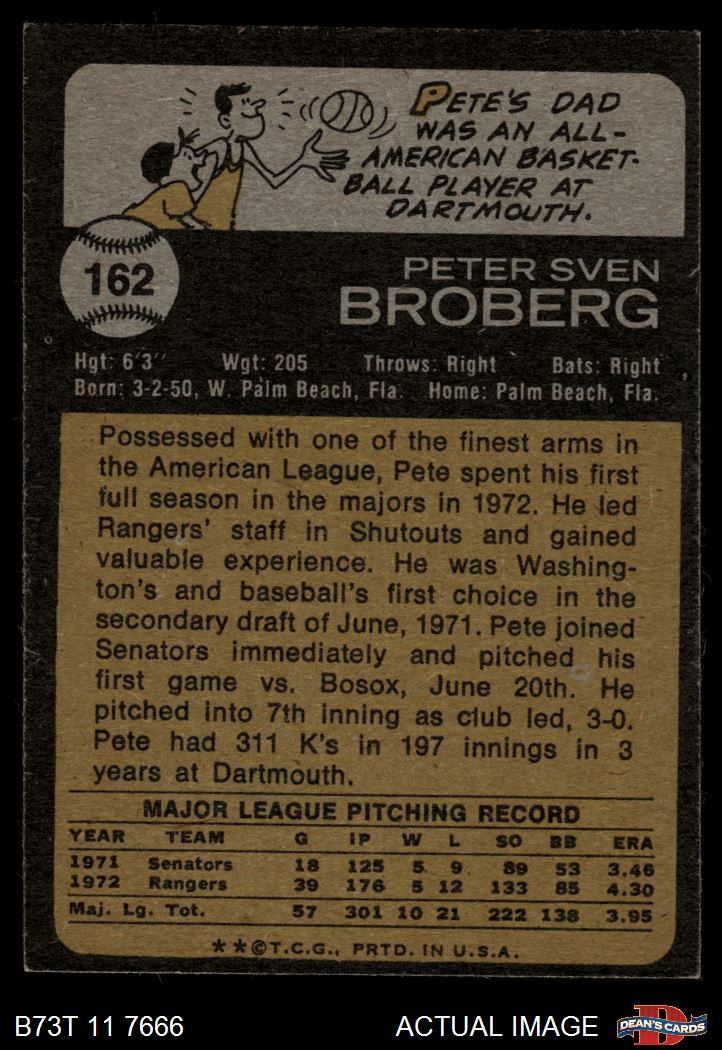 PETE'S DAD
WAS AN ALL-
AMERICAN BASKET-
BALL PLAYER AT
DARTMOUTH.
162
PETER SVEN
BROBERG
Hgt: 6'3" Wgt: 205 Throws: Right Bats: Right
Born: 3-2-50, W. Palm Beach, Fla. Home: Palm Beach, Fla.
Possessed with one of the finest arms in
the American League, Pete spent his first
full season in the majors in 1972. He led
Rangers' staff in Shutouts and gained
valuable experience. He was Washing-
ton's and baseball's first choice in the
secondary draft of June, 1971. Pete joined
Senators immediately and pitched his
first game vs. Bosox, June 20th. He
pitched into 7th inning as club led, 3-0.
Pete had 311 K's in 197 innings in 3
years at Dartmouth.
MAJOR LEAGUE PITCHING RECORD
YEAR TEAM G IP W L SO BB ERA
1971 Senators 18 125 5 9 89 53 3.46
1972 Rangers 39 176 5 12 133 85 4.30
Maj. Lg. Tot. 57 301 10 21 222 138 3.95
**©T.C.G., PRTD. IN U.S.A.
B73T 11 7666 ACTUAL IMAGE DEAN'S CARDS